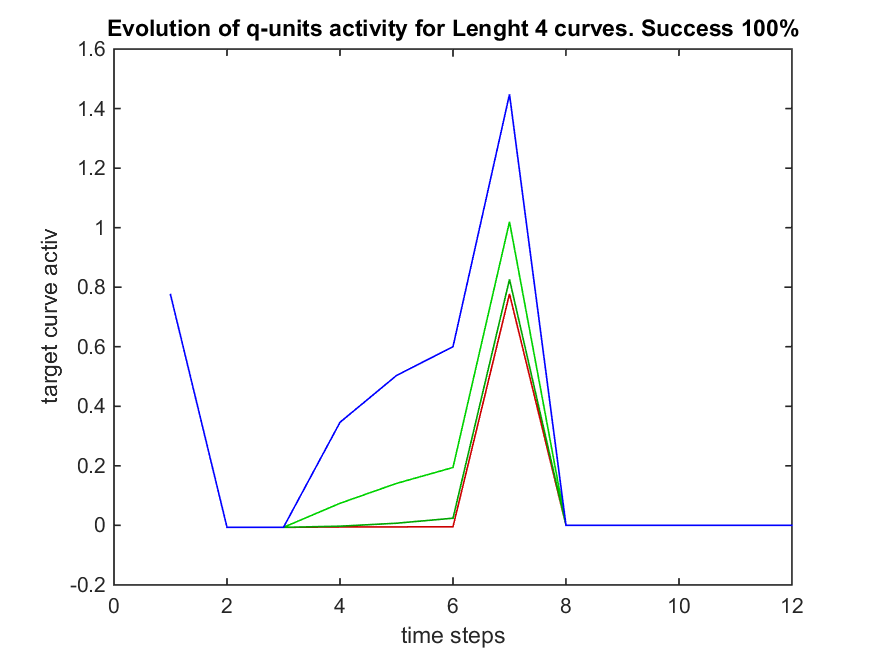 Evolution of q-units activity for Lenght 4 curves. Success 100%
1.6
1.4
1.2
1
0.8
0.6
0.4
0.2
0
-0.2
target curve activ
0 2 4 6 8 10 12
time steps